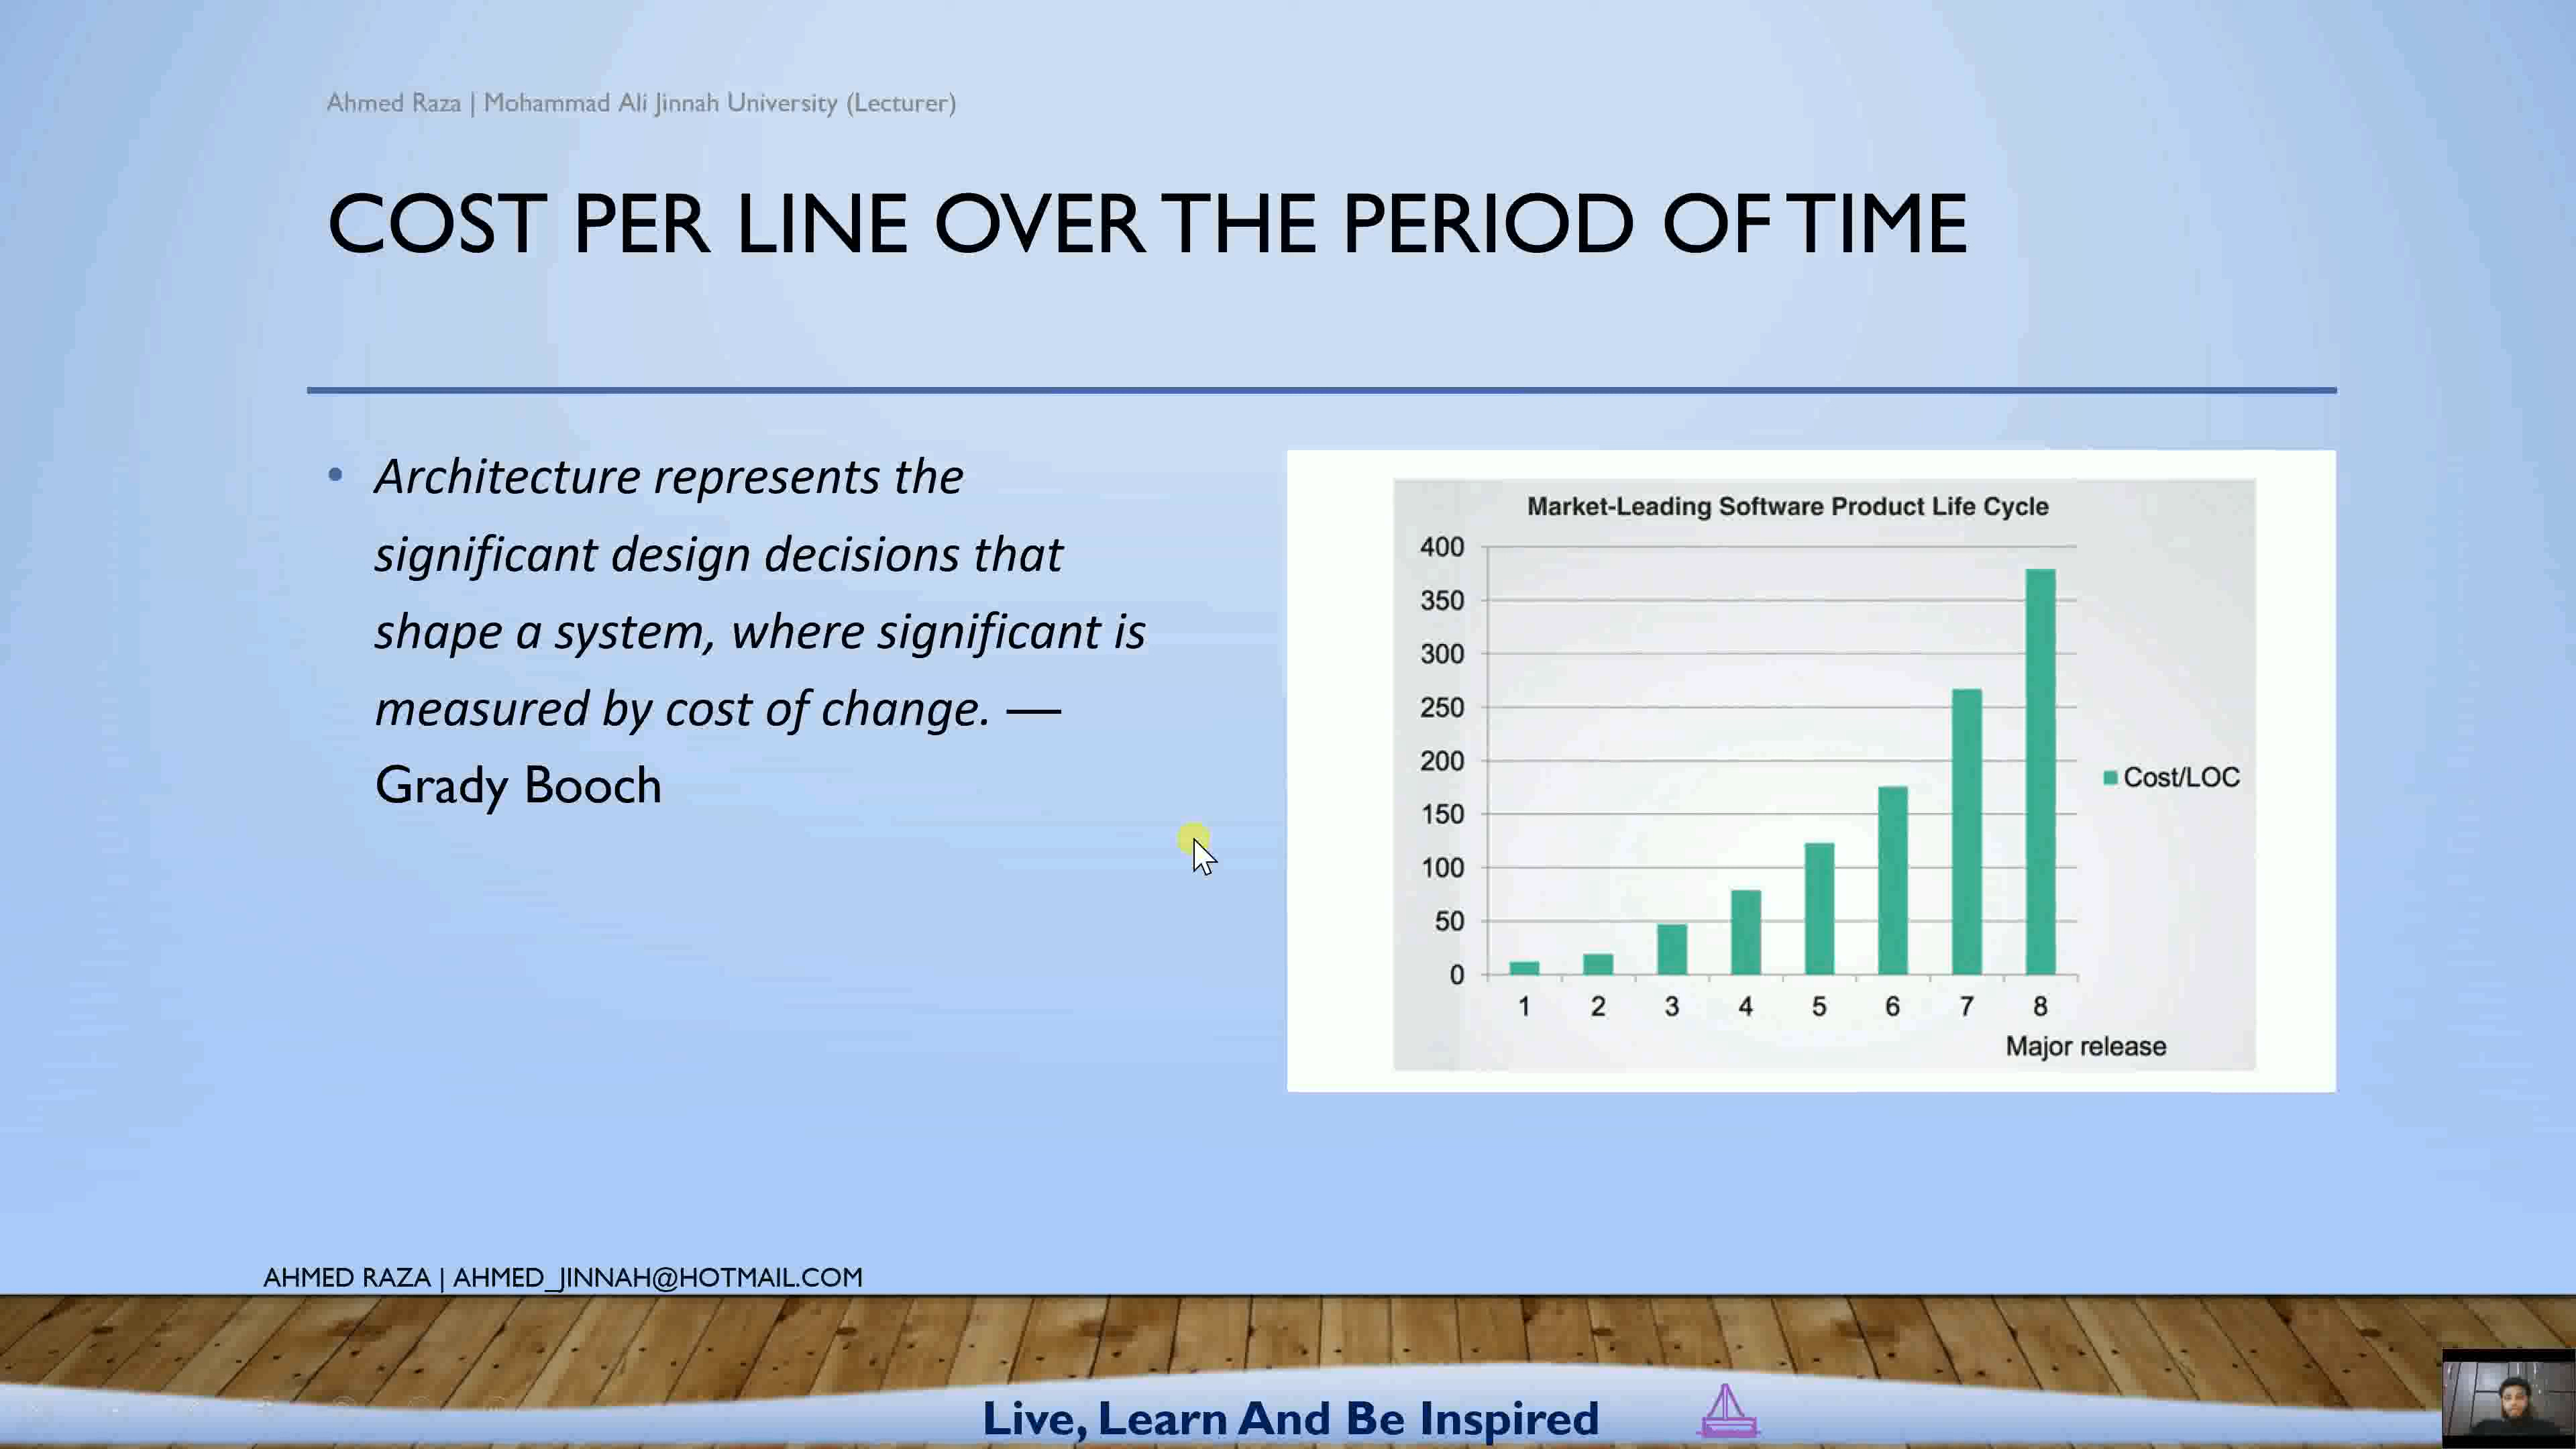 Ahmed Raza | Mohammad Ali Jinnah University (Lecturer)
COST PER LINE OVER THE PERIOD OF TIME
• Architecture represents the
significant design decisions that
shape a system, where significant is
measured by cost of change. —
Grady Booch
Market-Leading Software Product Life Cycle
400
350
300
250
200
150
100
50
0
1 2 3 4 5 6 7 8
Major release
Cost/LOC
AHMED RAZA | AHMED_JINNAH@HOTMAIL.COM
Live, Learn And Be Inspired